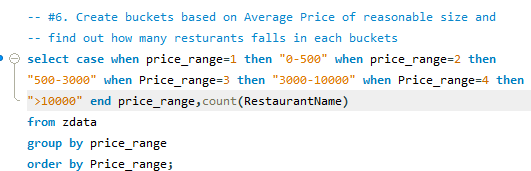 -- #6. Create buckets based on Average Price of reasonable size and
-- find out how many resturants falls in each buckets
select case when price_range=1 then "0-500" when price_range=2 then
"500-3000" when Price_range=3 then "3000-10000" when Price_range=4 then
">10000" end price_range,count(RestaurantName)
from zdata
group by price_range
order by Price_range;